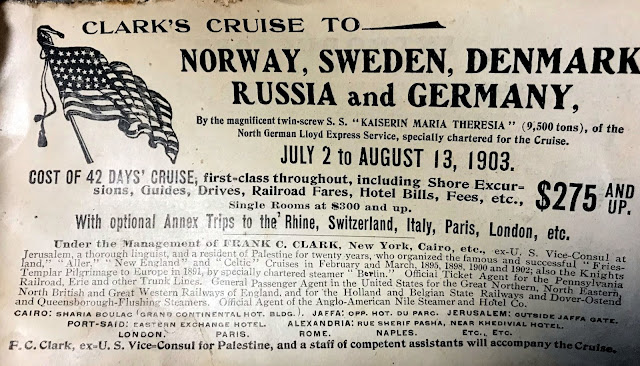 CLARK'S CRUISE TO
NORWAY, SWEDEN, DENMARK
RUSSIA and GERMANY,
By the magnificent twin-screw S. S. "KAISERIN MARIA THERESIA" (9,500 tons), of the
North German Lloyd Express Service, specially chartered for the Cruise.
JULY 2 to AUGUST 13, 1903.
COST OF 42 DAYS' CRUISE, first-class throughout, including Shore Excur-
sions, Guides, Drives, Railroad Fares, Hotel Bills, Fees, etc., $275 AND UP.
Single Rooms at $300 and up.
With optional Annex Trips to the Rhine, Switzerland, Italy, Paris, London, etc.
Under the Management of FRANK C. CLARK, New York, Cairo, etc., ex-U. S. Vice-Consul at
Jerusalem, a thorough linguist, and a resident of Palestine for twenty years, who organized the famous and successful "Fries-
land," "Aller," "New England" and "Celtic" Cruises in February and March, 1895, 1898, 1900 and 1902; also the Knights
Templar Pilgrimage to Europe in 1891, by specially chartered steamer "Berlin." Official Ticket Agent for the Pennsylvania
Railroad, Erie and other Trunk Lines. General Passenger Agent in the United States for the Great Northern, North Eastern,
North British and Great Western Railways of England, and for the Holland and Belgian State Railways and Dover-Ostend
and Queensborough-Flushing Steamers. Official Agent of the Anglo-American Nile Steamer and Hotel Co.
CAIRO: SHARIA BOULAC (GRAND CONTINENTAL HOT. BLDG.). JAFFA: OPP. HOT. DU PARC. JERUSALEM: OUTSIDE JAFFA GATE.
PORT-SAID: EASTERN EXCHANGE HOTEL. ALEXANDRIA: RUE SHERIF PASHA, NEAR KHEDIVIAL HOTEL.
LONDON. PARIS. ROME. NAPLES. ETC., ETC.
F. C. Clark, ex-U. S. Vice-Consul for Palestine, and a staff of competent assistants will accompany the Cruise.